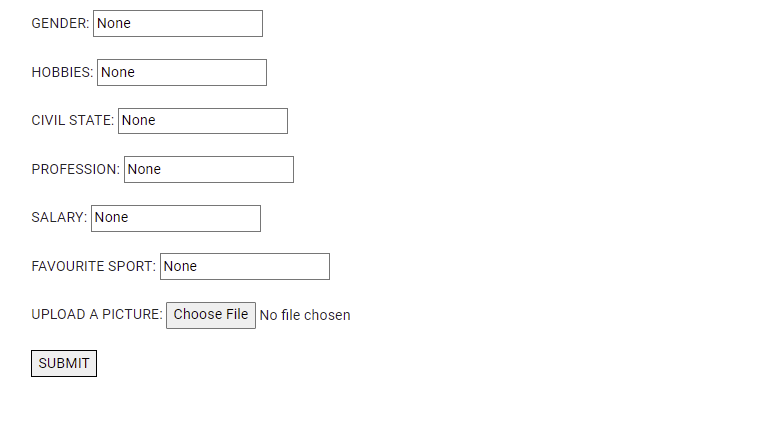 GENDER: None
HOBBIES: None
CIVIL STATE: None
PROFESSION: None
SALARY: None
FAVOURITE SPORT: None
UPLOAD A PICTURE: Choose File No file chosen
SUBMIT